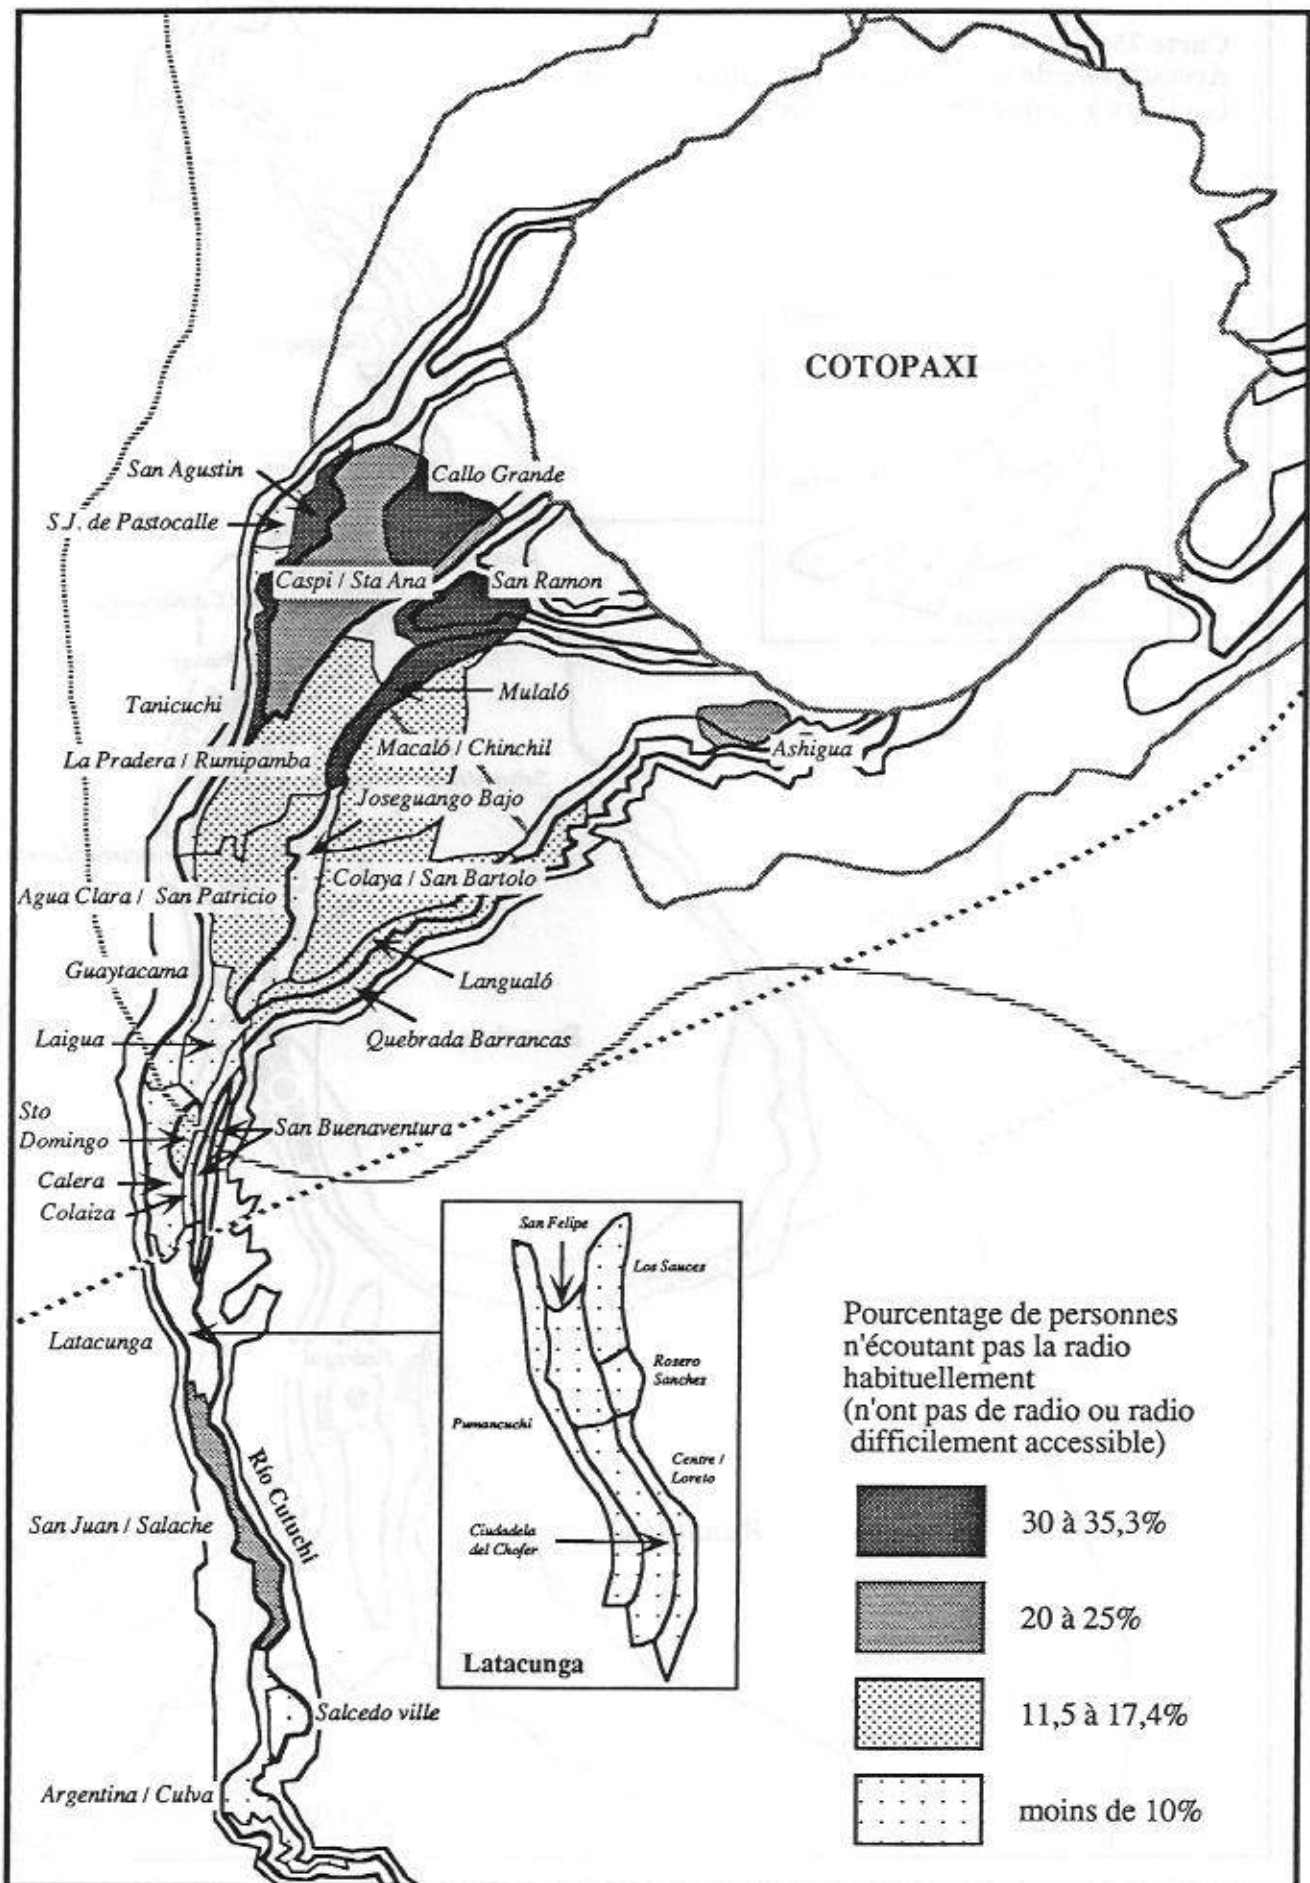 COTOPAXI
San Agustin
Callo Grande
S.J. de Pastocalle
Caspi / Sta Ana
San Ramon
Mulaló
Tanicuchi
Macaló / Chinchil
Ashigua
La Pradera / Rumipamba
Joseguango Bajo
Colaya / San Bartolo
Agua Clara / San Patricio
Guaytacama
Langualó
Laigua
Quebrada Barrancas
Sto
Domingo
San Buenaventura
Calera
Colaiza
Latacunga
San Felipe
Los Sauces
Rosero
Sanchez
Pumancuchi
Centre /
Loreto
Ciudadela
del Chofer
Latacunga
Río Cutuchi
San Juan / Salache
Salcedo ville
Argentina / Culva
Pourcentage de personnes
n'écoutant pas la radio
habituellement
(n'ont pas de radio ou radio
difficilement accessible)
30 à 35,3%
20 à 25%
11,5 à 17,4%
moins de 10%